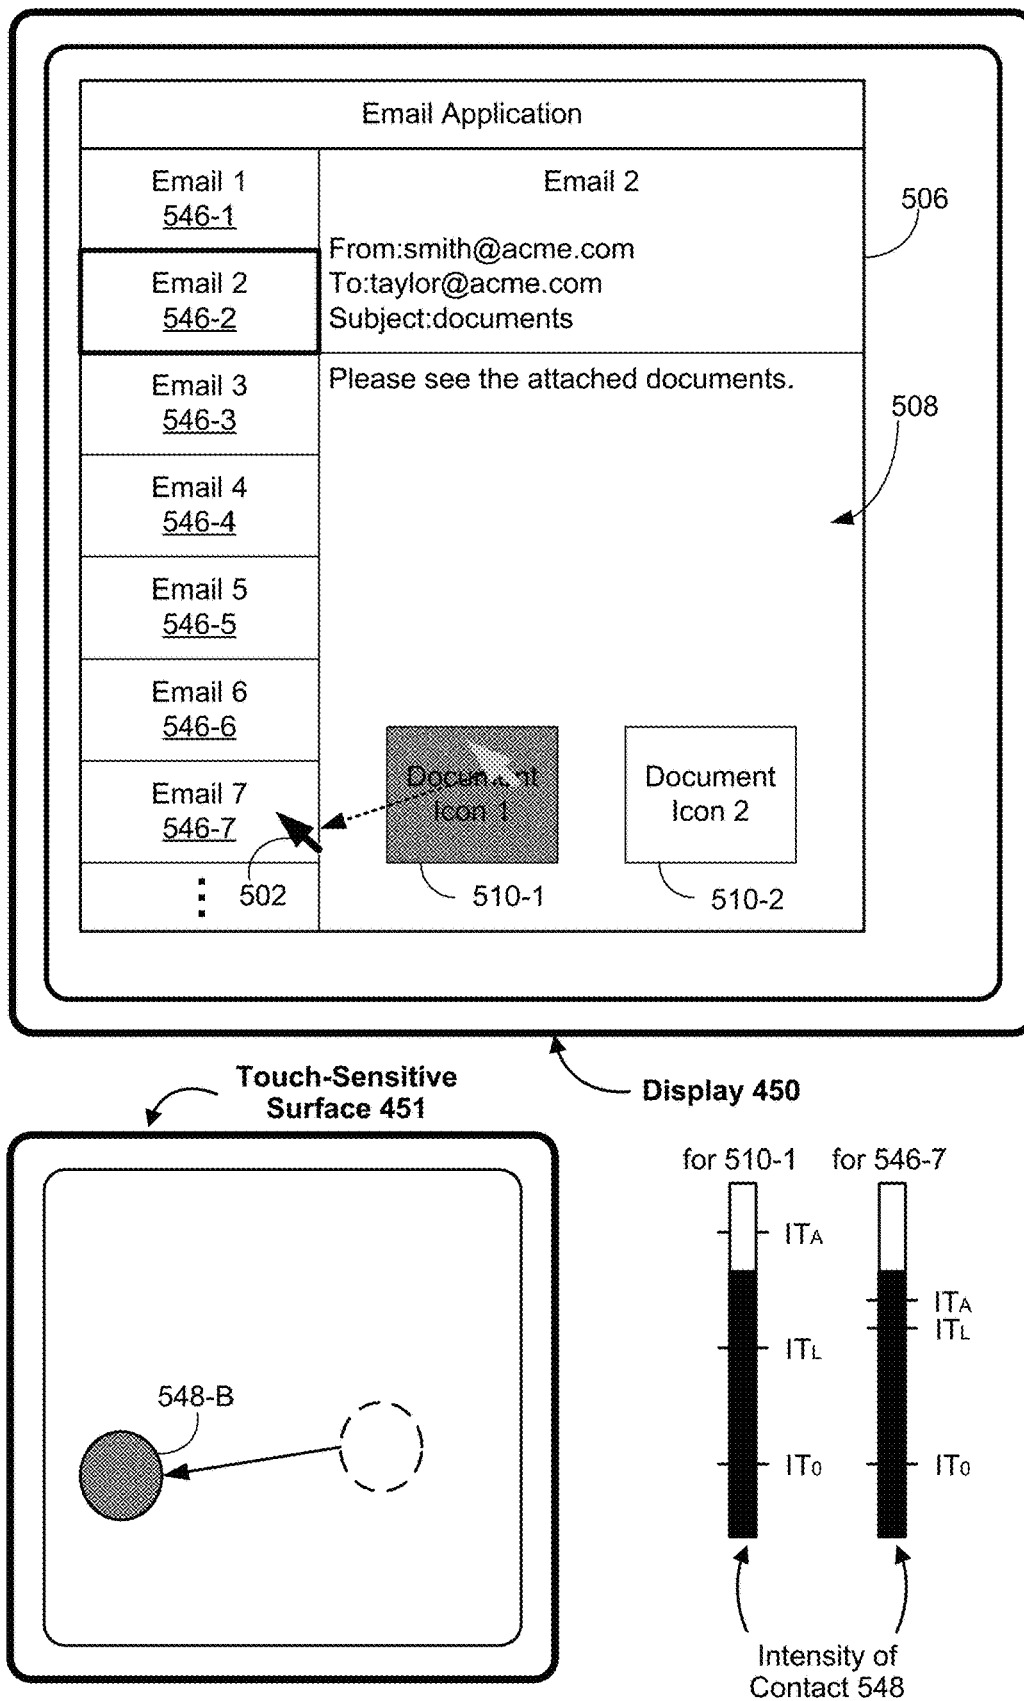 Email Application
Email 1
546-1
Email 2
546-2
Email 3
546-3
Email 4
546-4
Email 5
546-5
Email 6
546-6
Email 7
546-7
502
Email 2
From:smith@acme.com
To:taylor@acme.com
Subject:documents
Please see the attached documents.
Document
Icon 1
510-1
Document
Icon 2
510-2
506
508
Touch-Sensitive
Surface 451
Display 450
548-B
for 510-1
ITA
ITL
IT0
for 546-7
ITA
ITL
IT0
Intensity of
Contact 548